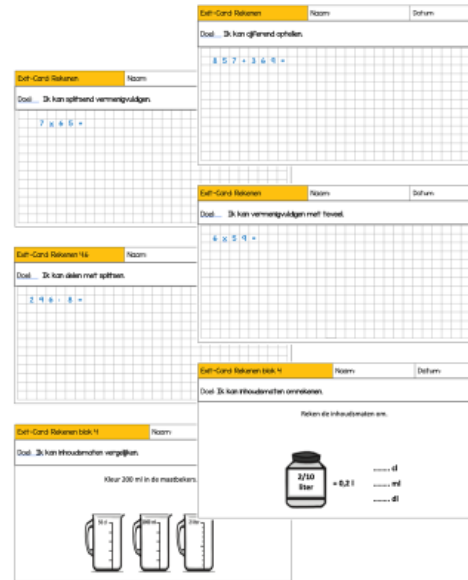 Exit-Card Rekenen Naam Datum
Doel: Ik kan cijferend optellen.
8 5 7 + 3 6 9 =
Exit-Card Rekenen Naam
Doel: Ik kan splitsend vermenigvuldigen.
7 x 6 5 =
Exit-Card Rekenen Naam Datum
Doel: Ik kan vermenigvuldigen met teveel.
6 x 5 9 =
Exit-Card Rekenen Naam
Doel: Ik kan delen met splitsen.
2 9 6 : 8 =
Exit-Card Rekenen blok 4 Naam Datum
Doel: Ik kan inhoudsmaten omrekenen.
Reken de inhoudsmaten om.
2/10 liter = 0,2 l
........ cl
........ ml
........ dl
Exit-Card Rekenen blok 4 Naam
Doel: Ik kan inhoudsmaten vergelijken.
Kleur 200 ml in de maatbekers.